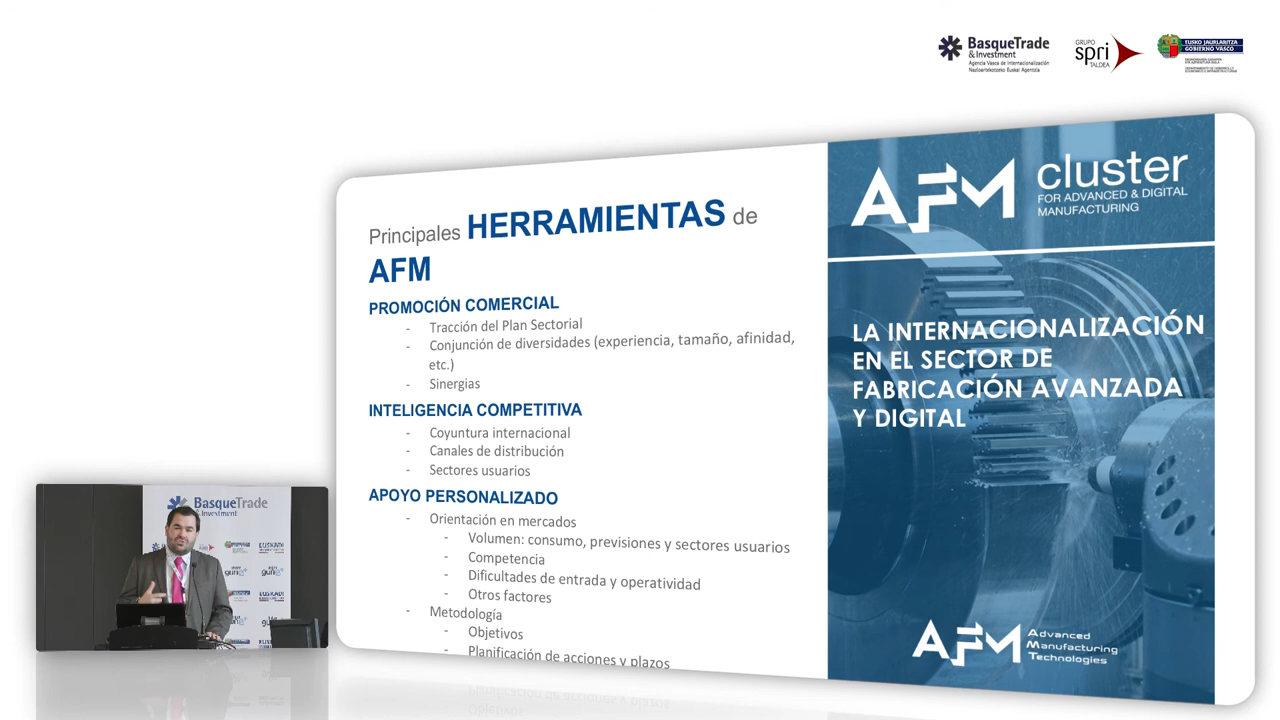 BasqueTrade
& Investment
Agencia Vasca de Internacionalización
Nazioartekotzeko Euskal Agentzia
GRUPO
spri
TALDEA
EUSKO JAURLARITZA
GOBIERNO VASCO
Principales HERRAMIENTAS de
AFM
PROMOCIÓN COMERCIAL
- Tracción del Plan Sectorial
- Conjunción de diversidades (experiencia, tamaño, afinidad,
etc.)
- Sinergias
INTELIGENCIA COMPETITIVA
- Coyuntura internacional
- Canales de distribución
- Sectores usuarios
APOYO PERSONALIZADO
- Orientación en mercados
- Volumen: consumo, previsiones y sectores usuarios
- Competencia
- Dificultades de entrada y operatividad
- Otros factores
- Metodología
- Objetivos
- Planificación de acciones y plazos
AFM cluster
FOR ADVANCED & DIGITAL
MANUFACTURING
LA INTERNACIONALIZACIÓN
EN EL SECTOR DE
FABRICACIÓN AVANZADA
Y DIGITAL
AFM Advanced
Manufacturing
Technologies
BasqueTrade
& Investment